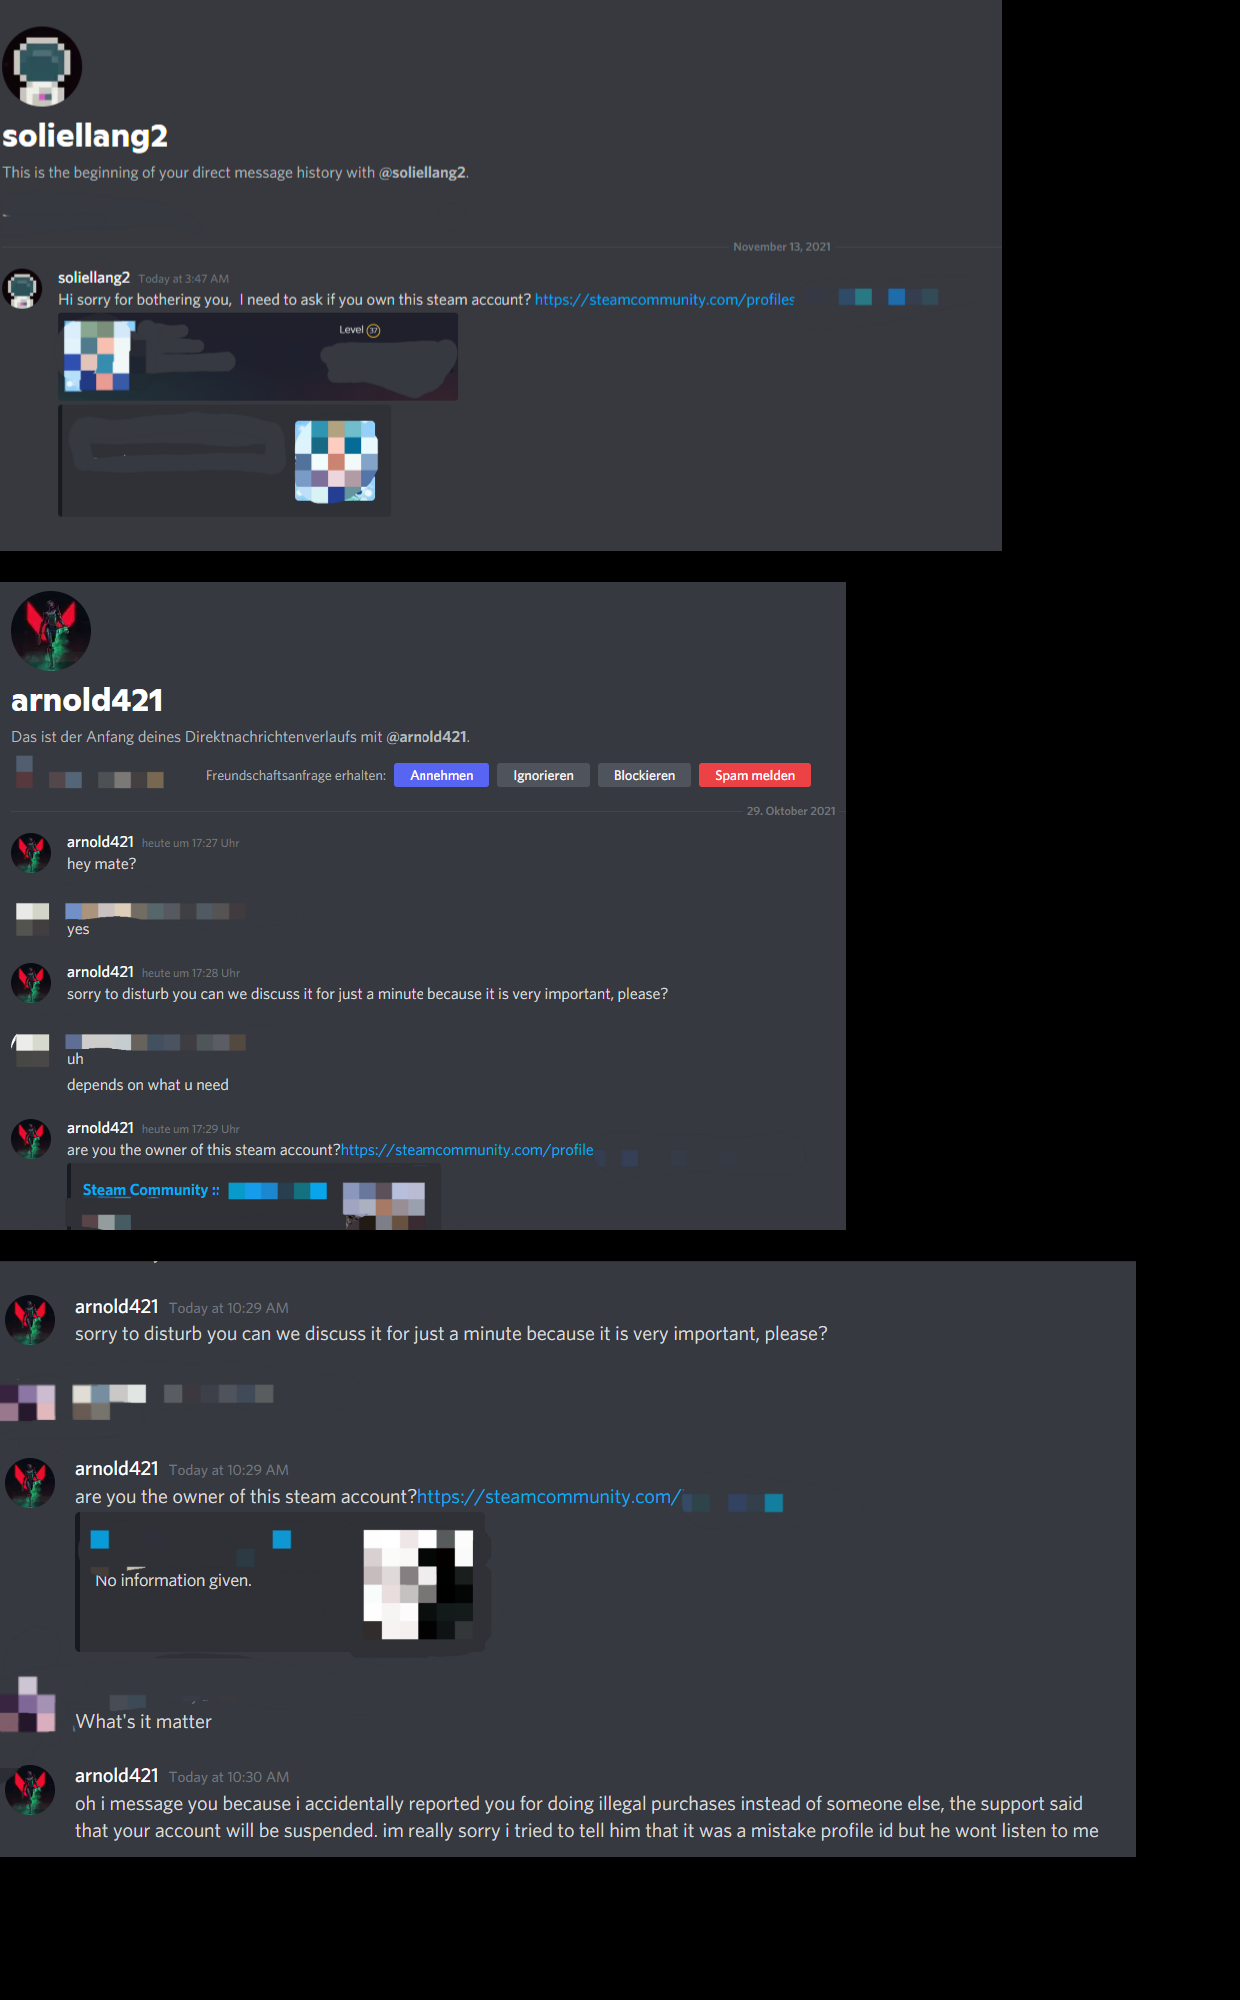 soliellang2
This is the beginning of your direct message history with @soliellang2.
November 13, 2021
soliellang2 Today at 3:47 AM
Hi sorry for bothering you, I need to ask if you own this steam account? https://steamcommunity.com/profiles
Level 37
arnold421
Das ist der Anfang deines Direktnachrichtenverlaufs mit @arnold421.
Freundschaftsanfrage erhalten: Annehmen Ignorieren Blockieren Spam melden
29. Oktober 2021
arnold421 heute um 17:27 Uhr
hey mate?
yes
arnold421 heute um 17:28 Uhr
sorry to disturb you can we discuss it for just a minute because it is very important, please?
uh
depends on what u need
arnold421 heute um 17:29 Uhr
are you the owner of this steam account?https://steamcommunity.com/profile
Steam Community ::
arnold421 Today at 10:29 AM
sorry to disturb you can we discuss it for just a minute because it is very important, please?
arnold421 Today at 10:29 AM
are you the owner of this steam account?https://steamcommunity.com/
No information given.
What's it matter
arnold421 Today at 10:30 AM
oh i message you because i accidentally reported you for doing illegal purchases instead of someone else, the support said
that your account will be suspended. im really sorry i tried to tell him that it was a mistake profile id but he wont listen to me